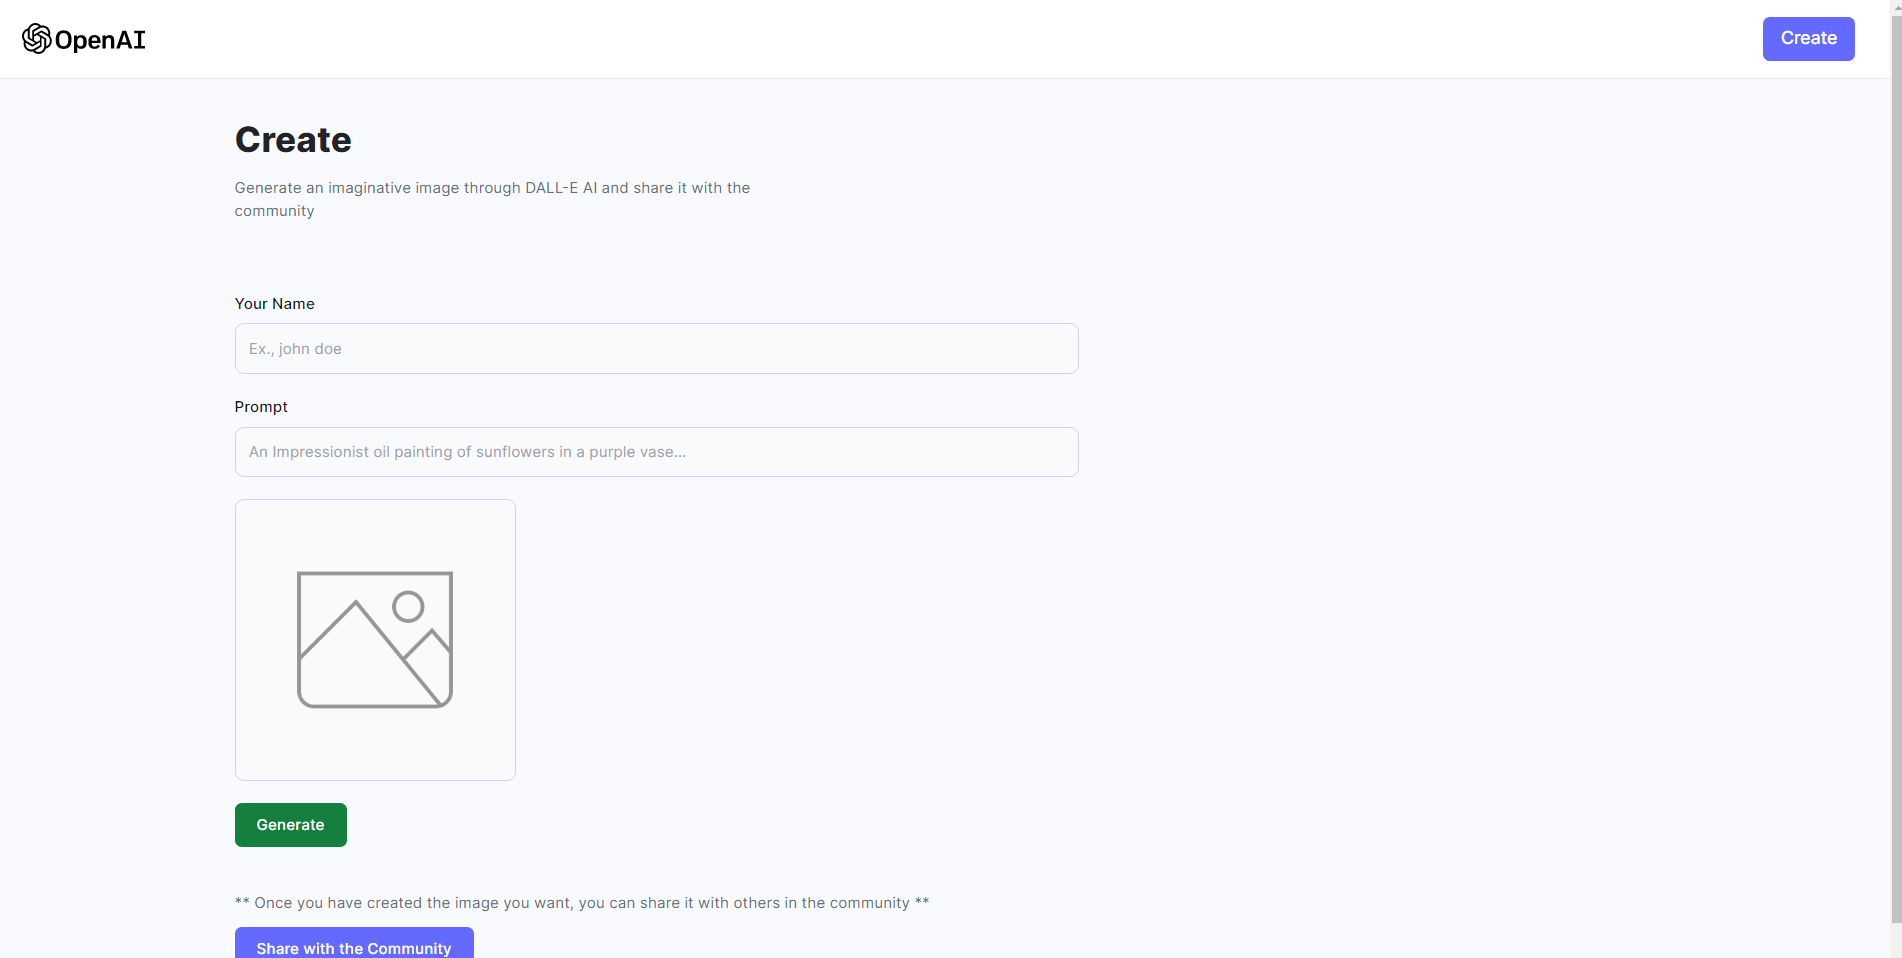 OpenAI
Create
Create
Generate an imaginative image through DALL-E AI and share it with the
community
Your Name
Ex., john doe
Prompt
An Impressionist oil painting of sunflowers in a purple vase...
Generate
** Once you have created the image you want, you can share it with others in the community **
Share with the Community